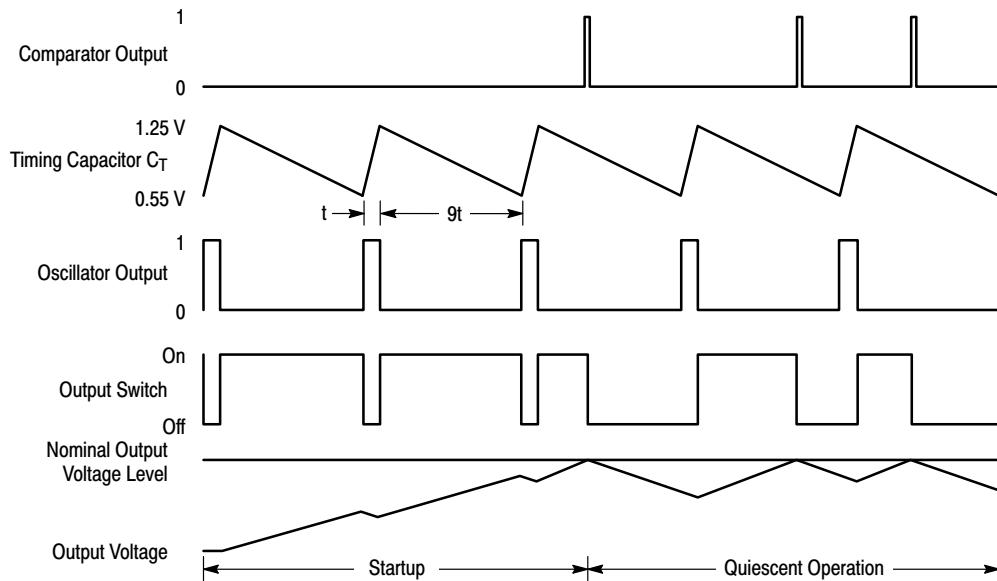 1
Comparator Output
0
1.25 V
Timing Capacitor CT
0.55 V
t
9t
1
Oscillator Output
0
On
Output Switch
Off
Nominal Output
Voltage Level
Output Voltage
Startup
Quiescent Operation